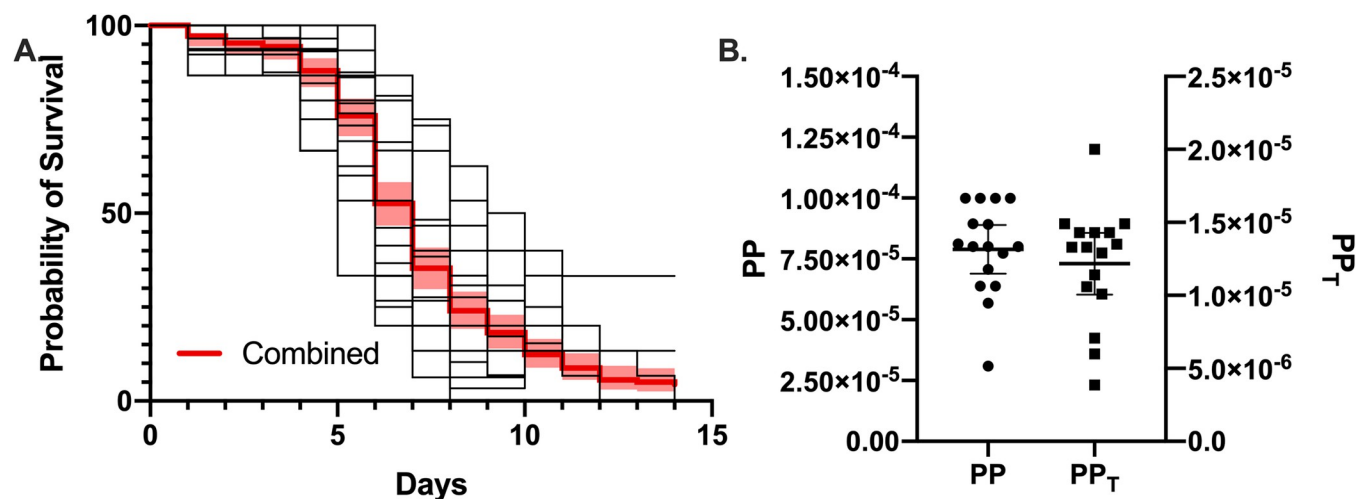 A.
Probability of Survival
100
50
0
Combined
0 5 10 15
Days
B.
PP
1.50×10⁻⁴
1.25×10⁻⁴
1.00×10⁻⁴
7.50×10⁻⁵
5.00×10⁻⁵
2.50×10⁻⁵
0.00
2.5×10⁻⁵
2.0×10⁻⁵
1.5×10⁻⁵
1.0×10⁻⁵
5.0×10⁻⁶
0.0
PP_T
PP PP_T